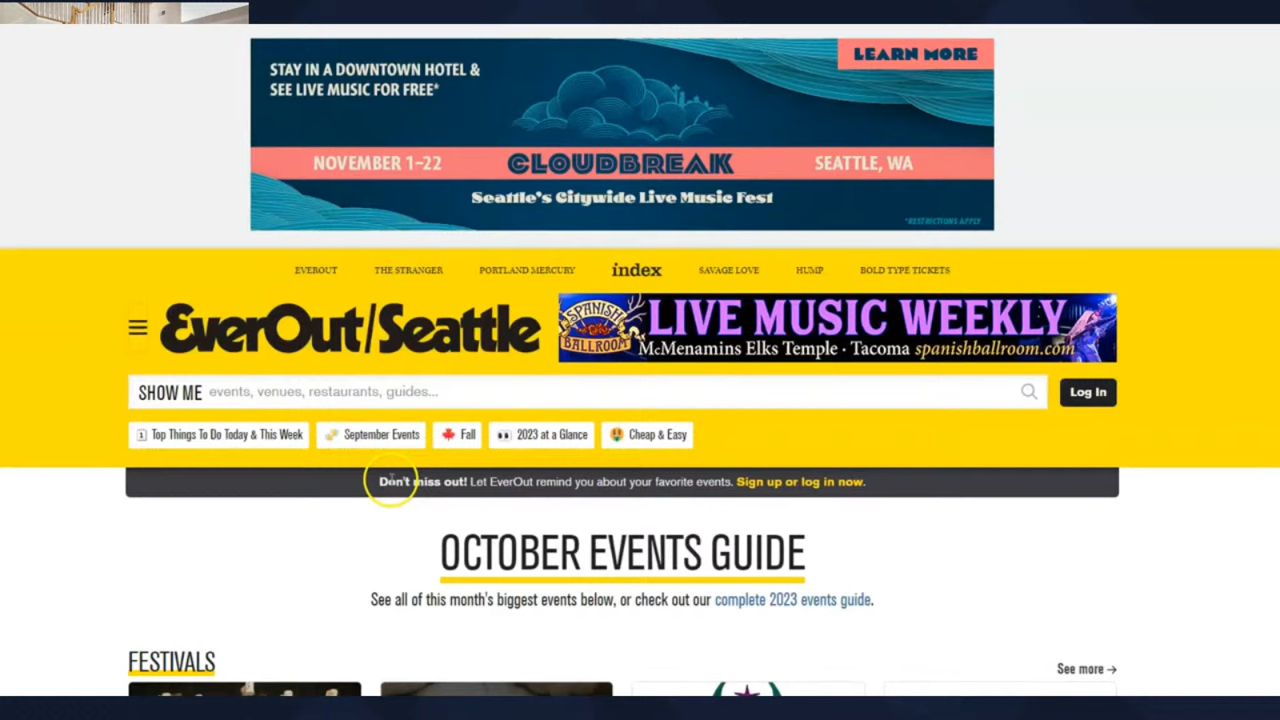 STAY IN A DOWNTOWN HOTEL &
SEE LIVE MUSIC FOR FREE*
LEARN MORE
NOVEMBER 1–22
CLOUDBREAK
SEATTLE, WA
Seattle's Citywide Live Music Fest
*RESTRICTIONS APPLY
EVEROUT THE STRANGER PORTLAND MERCURY index SAVAGE LOVE HUMP BOLD TYPE TICKETS
EverOut/Seattle
SPANISH
BALLROOM
LIVE MUSIC WEEKLY
McMenamins Elks Temple · Tacoma spanishballroom.com
SHOW ME events, venues, restaurants, guides...
Log In
1 Top Things To Do Today & This Week September Events Fall 2023 at a Glance Cheap & Easy
Don't miss out! Let EverOut remind you about your favorite events. Sign up or log in now.
OCTOBER EVENTS GUIDE
See all of this month's biggest events below, or check out our complete 2023 events guide.
FESTIVALS
See more →